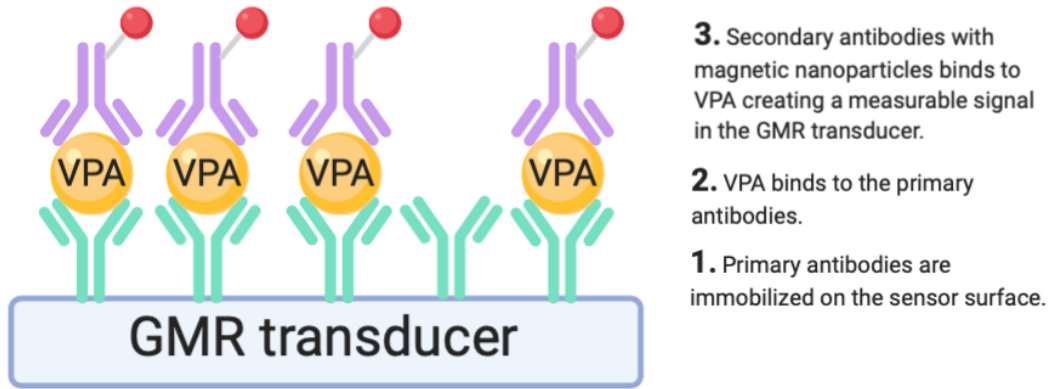 VPA
VPA
VPA
VPA
GMR transducer
3. Secondary antibodies with
magnetic nanoparticles binds to
VPA creating a measurable signal
in the GMR transducer.
2. VPA binds to the primary
antibodies.
1. Primary antibodies are
immobilized on the sensor surface.